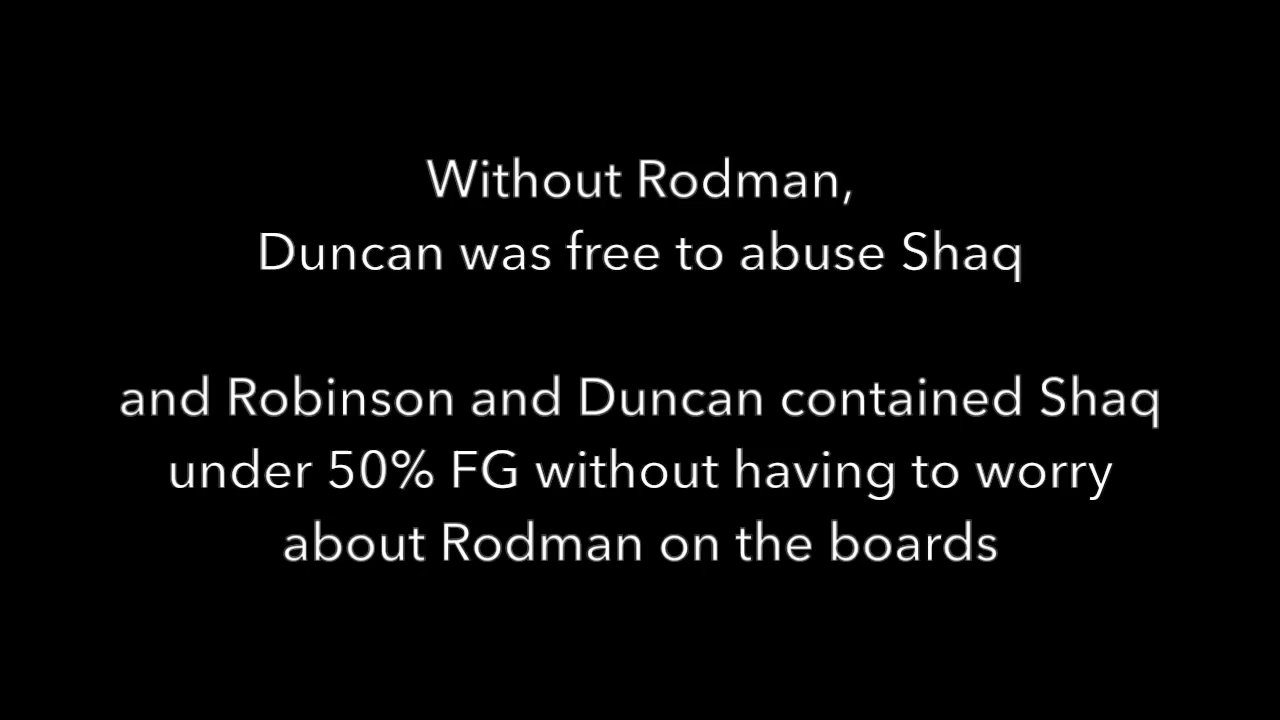 Without Rodman,
Duncan was free to abuse Shaq
and Robinson and Duncan contained Shaq
under 50% FG without having to worry
about Rodman on the boards